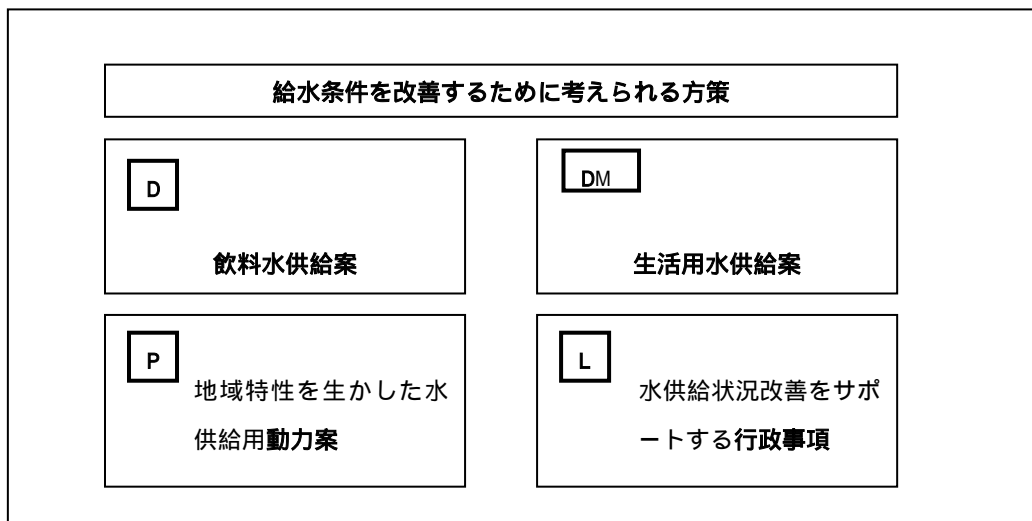 給水条件を改善するために考えられる方策
D
飲料水供給案
DM
生活用水供給案
P
地域特性を生かした水
供給用動力案
L
水供給状況改善をサポ
ートする行政事項